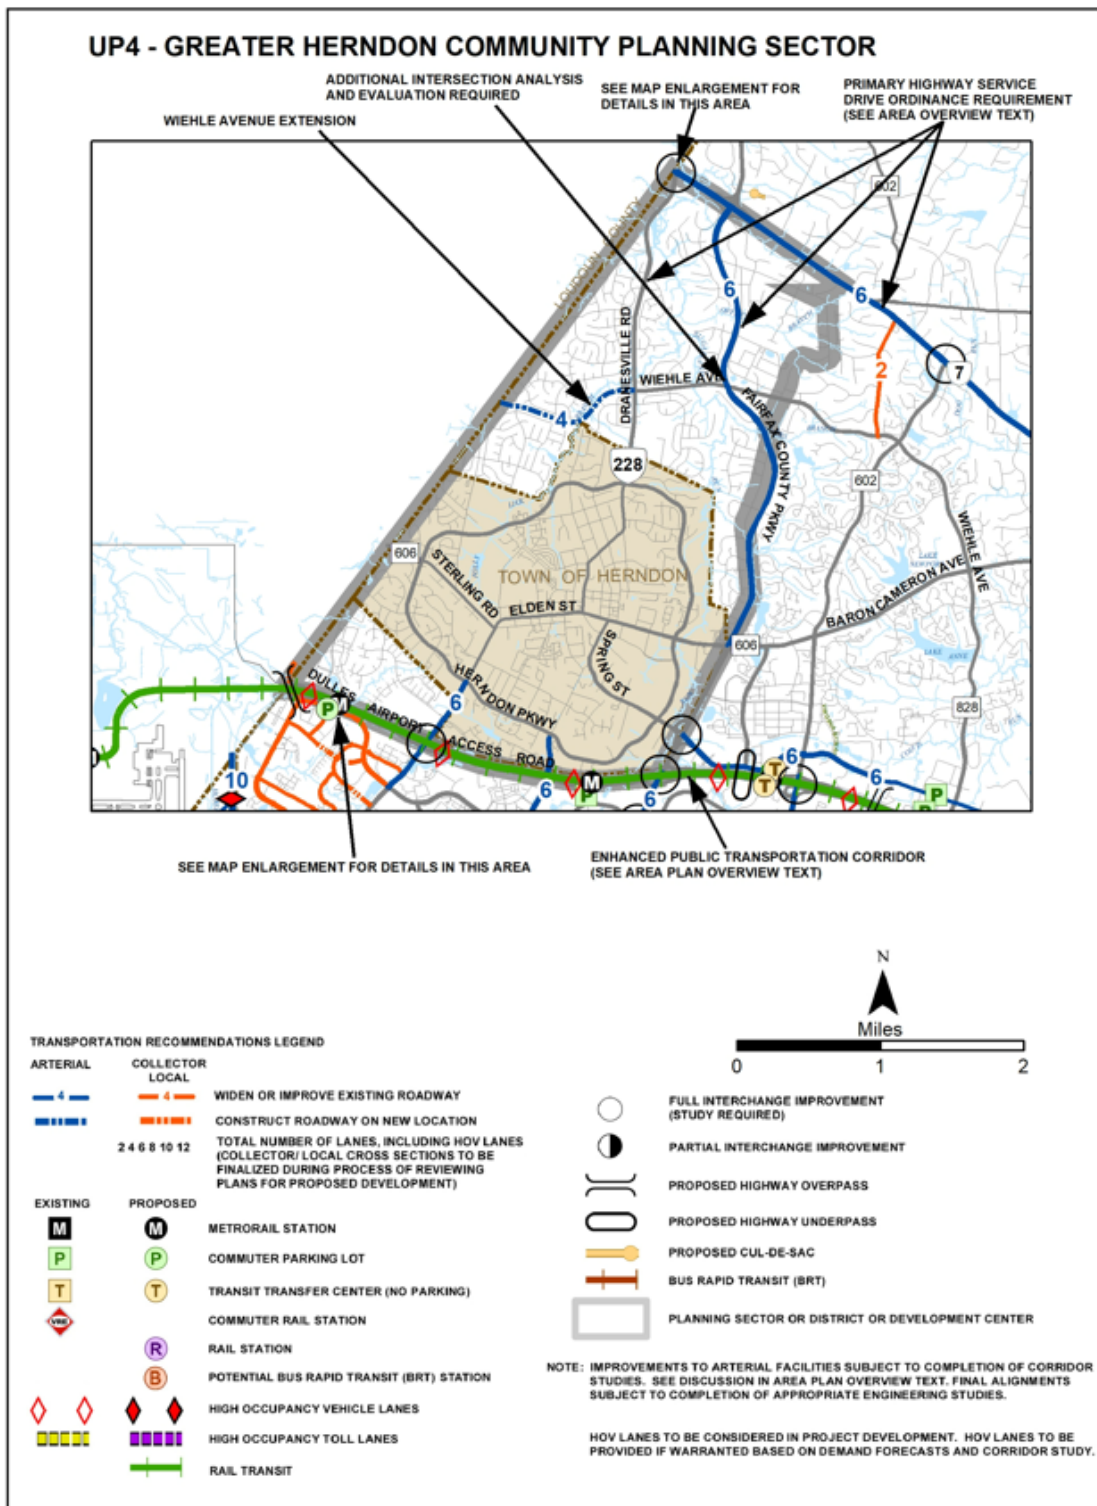 UP4 - GREATER HERNDON COMMUNITY PLANNING SECTOR
ADDITIONAL INTERSECTION ANALYSIS
AND EVALUATION REQUIRED
SEE MAP ENLARGEMENT FOR
DETAILS IN THIS AREA
PRIMARY HIGHWAY SERVICE
DRIVE ORDINANCE REQUIREMENT
(SEE AREA OVERVIEW TEXT)
WIEHLE AVENUE EXTENSION
602
LOUDOUN COUNTY
6
6
DRANESVILLE RD
WIEHLE AVE
2
7
4
FAIRFAX COUNTY PKWY
228
602
WIEHLE AVE
606
STERLING RD
TOWN OF HERNDON
ELDEN ST
BARON CAMERON AVE
606
SPRING ST
LAKE ANNE
HERNDON PKWY
6
DULLES AIRPORT ACCESS ROAD
828
M
P
10
6
M
P
6
T
T
6
6
P
P
SEE MAP ENLARGEMENT FOR DETAILS IN THIS AREA
ENHANCED PUBLIC TRANSPORTATION CORRIDOR
(SEE AREA PLAN OVERVIEW TEXT)
N
Miles
0 1 2
TRANSPORTATION RECOMMENDATIONS LEGEND
ARTERIAL COLLECTOR
LOCAL
4 4 WIDEN OR IMPROVE EXISTING ROADWAY
CONSTRUCT ROADWAY ON NEW LOCATION
2 4 6 8 10 12 TOTAL NUMBER OF LANES, INCLUDING HOV LANES
(COLLECTOR/ LOCAL CROSS SECTIONS TO BE
FINALIZED DURING PROCESS OF REVIEWING
PLANS FOR PROPOSED DEVELOPMENT)
EXISTING PROPOSED
M M METRORAIL STATION
P P COMMUTER PARKING LOT
T T TRANSIT TRANSFER CENTER (NO PARKING)
VRE COMMUTER RAIL STATION
R RAIL STATION
B POTENTIAL BUS RAPID TRANSIT (BRT) STATION
HIGH OCCUPANCY VEHICLE LANES
HIGH OCCUPANCY TOLL LANES
RAIL TRANSIT
FULL INTERCHANGE IMPROVEMENT
(STUDY REQUIRED)
PARTIAL INTERCHANGE IMPROVEMENT
PROPOSED HIGHWAY OVERPASS
PROPOSED HIGHWAY UNDERPASS
PROPOSED CUL-DE-SAC
BUS RAPID TRANSIT (BRT)
PLANNING SECTOR OR DISTRICT OR DEVELOPMENT CENTER
NOTE: IMPROVEMENTS TO ARTERIAL FACILITIES SUBJECT TO COMPLETION OF CORRIDOR
STUDIES. SEE DISCUSSION IN AREA PLAN OVERVIEW TEXT. FINAL ALIGNMENTS
SUBJECT TO COMPLETION OF APPROPRIATE ENGINEERING STUDIES.
HOV LANES TO BE CONSIDERED IN PROJECT DEVELOPMENT. HOV LANES TO BE
PROVIDED IF WARRANTED BASED ON DEMAND FORECASTS AND CORRIDOR STUDY.